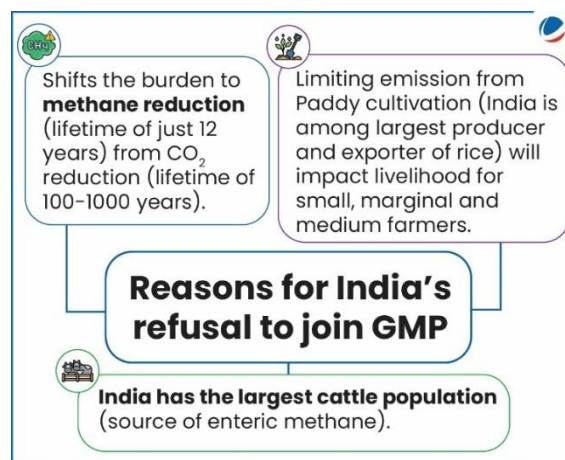 CH4
Shifts the burden to
methane reduction
(lifetime of just 12
years) from CO₂
reduction (lifetime of
100-1000 years).
Limiting emission from
Paddy cultivation (India is
among largest producer
and exporter of rice) will
impact livelihood for
small, marginal and
medium farmers.
Reasons for India's
refusal to join GMP
India has the largest cattle population
(source of enteric methane).